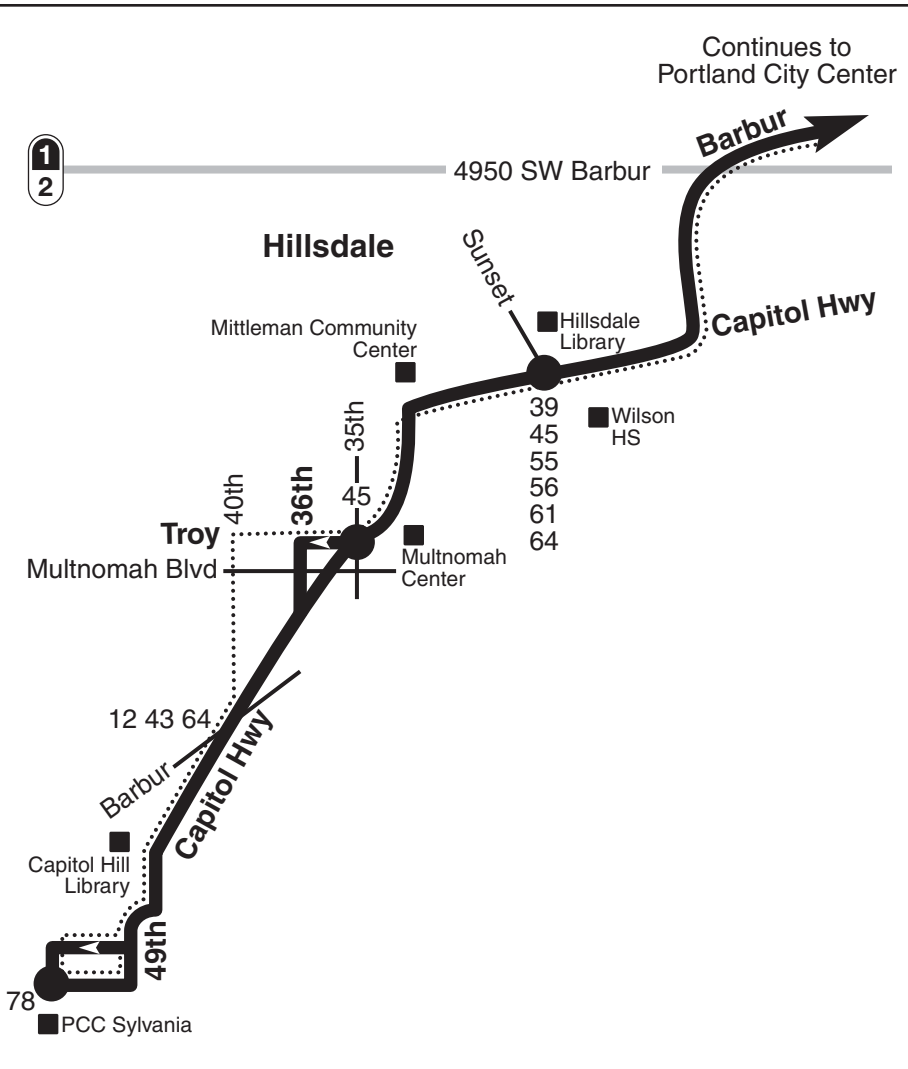 Continues to
Portland City Center
Barbur
1
2
4950 SW Barbur
Hillsdale
Sunset
Mittleman Community
Center
Hillsdale
Library
Capitol Hwy
39
45
55
56
61
64
Wilson
HS
35th
45
36th
40th
Troy
Multnomah Blvd
Multnomah
Center
12 43 64
Barbur
Capitol Hwy
Capitol Hill
Library
49th
78
PCC Sylvania